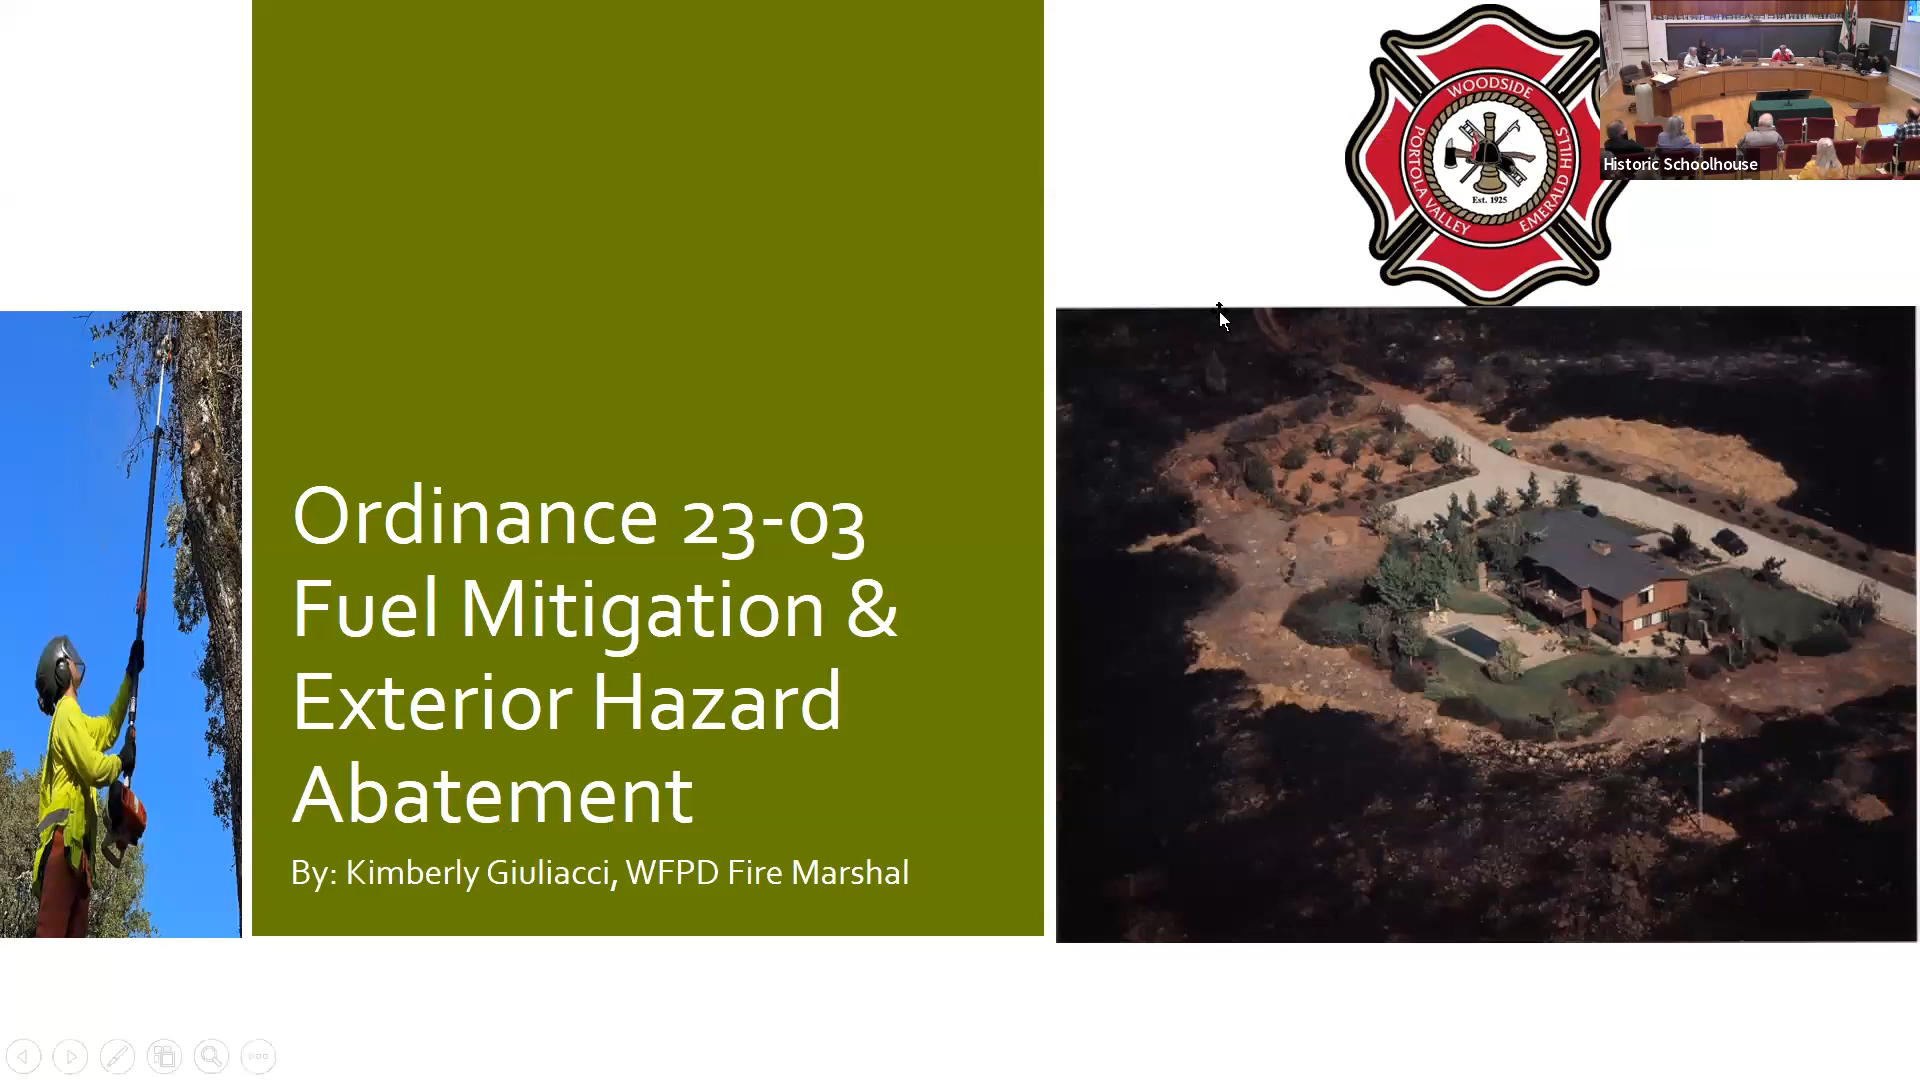 Ordinance 23-03
Fuel Mitigation &
Exterior Hazard
Abatement
By: Kimberly Giuliacci, WFPD Fire Marshal
WOODSIDE
PORTOLA VALLEY
EMERALD HILLS
Est. 1925
Historic Schoolhouse